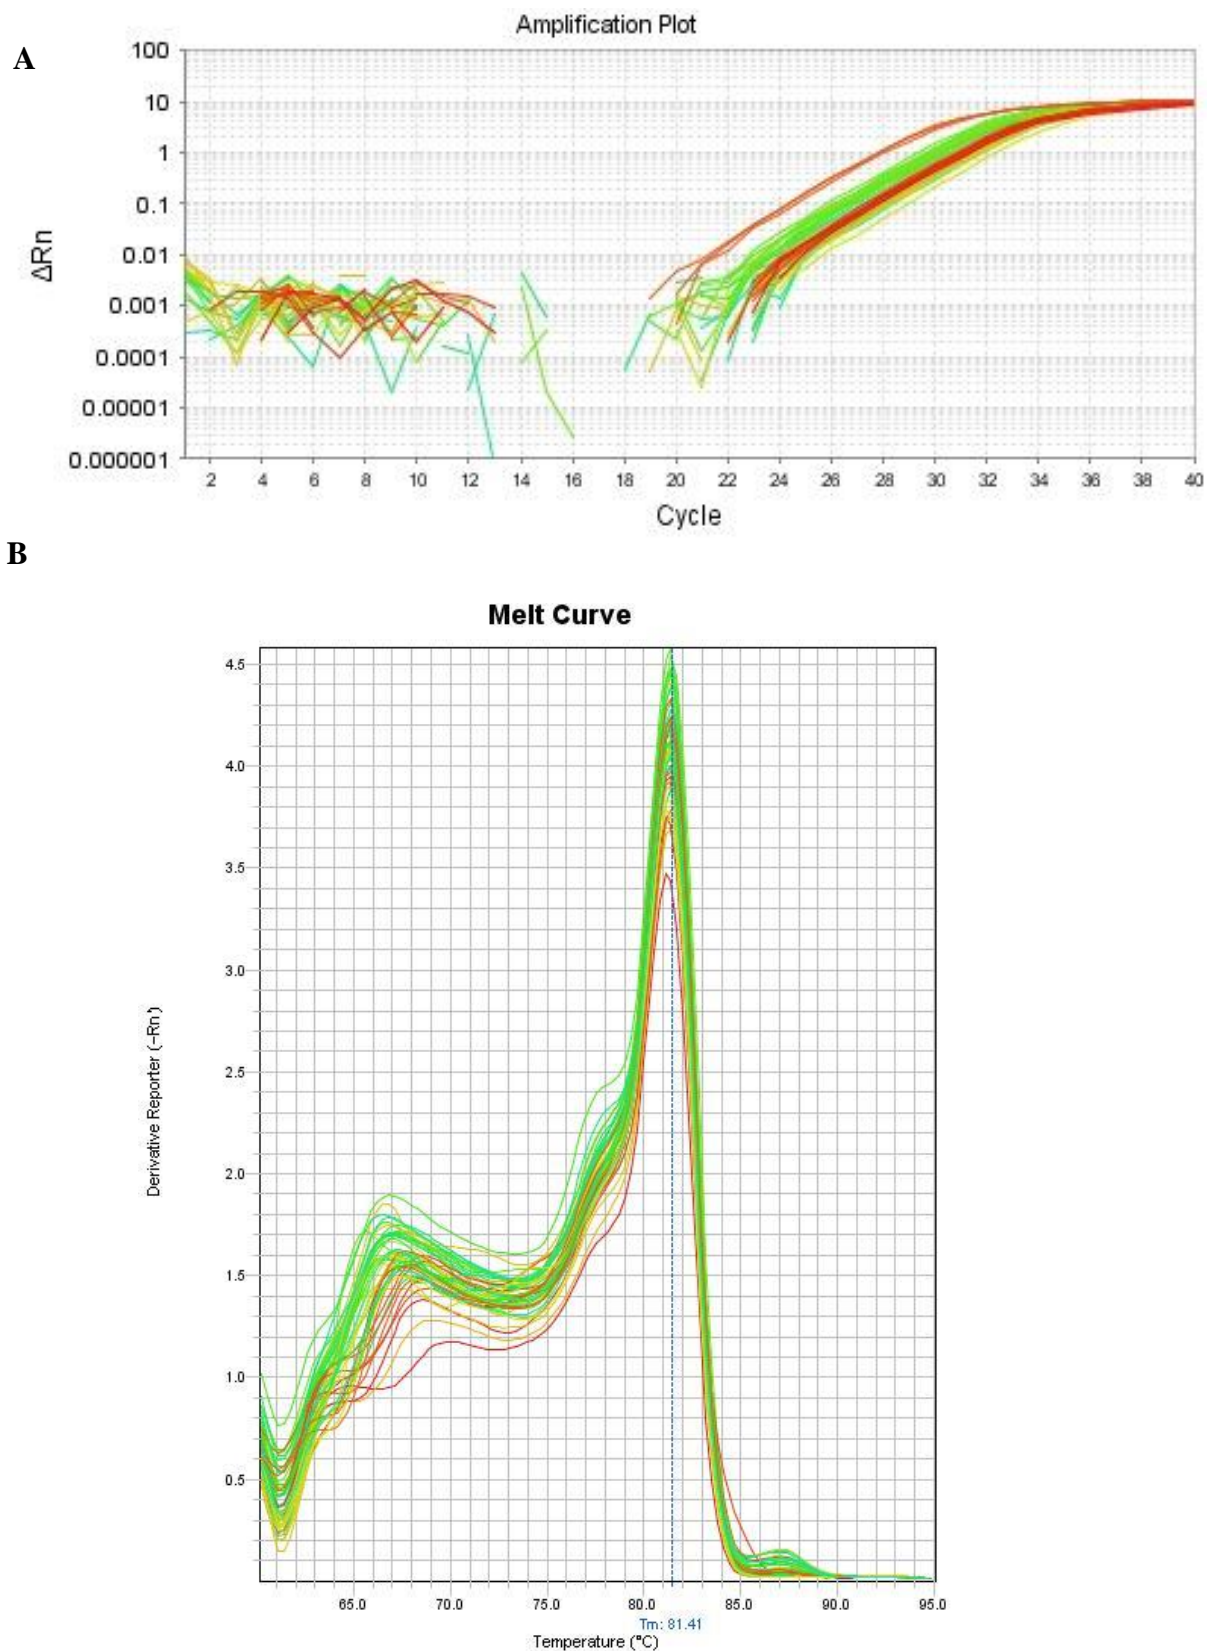 Amplification Plot
A
100
10
1
0.1
0.01
0.001
0.0001
0.00001
0.000001
ΔRn
2 4 6 8 10 12 14 16 18 20 22 24 26 28 30 32 34 36 38 40
Cycle
B
Melt Curve
4.5
4.0
3.5
3.0
2.5
2.0
1.5
1.0
0.5
Derivative Reporter (-Rn')
65.0 70.0 75.0 80.0 85.0 90.0 95.0
Tm: 81.41
Temperature (°C)